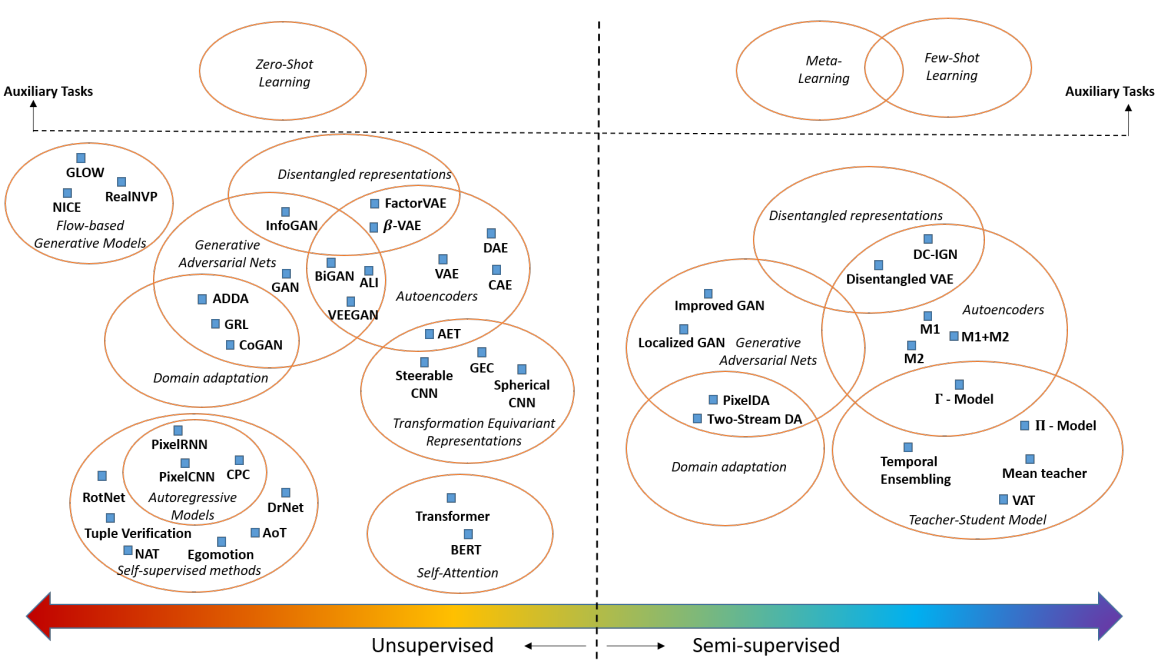 Zero-Shot
Learning
Meta-
Learning
Few-Shot
Learning
Auxiliary Tasks
Auxiliary Tasks
GLOW
RealNVP
NICE
Flow-based
Generative Models
Disentangled representations
FactorVAE
InfoGAN
β-VAE
Generative
Adversarial Nets
DAE
BiGAN
ALI
VAE
GAN
CAE
Autoencoders
VEEGAN
ADDA
GRL
CoGAN
Domain adaptation
AET
GEC
Steerable
CNN
Spherical
CNN
Transformation Equivariant
Representations
PixelRNN
PixelCNN
CPC
Autoregressive
Models
RotNet
DrNet
Tuple Verification
AoT
NAT
Egomotion
Self-supervised methods
Transformer
BERT
Self-Attention
Disentangled representations
DC-IGN
Disentangled VAE
Improved GAN
Localized GAN
Generative
Adversarial Nets
Autoencoders
M1
M1+M2
M2
PixelDA
Two-Stream DA
Domain adaptation
Γ - Model
Π - Model
Temporal
Ensembling
Mean teacher
VAT
Teacher-Student Model
Unsupervised
Semi-supervised